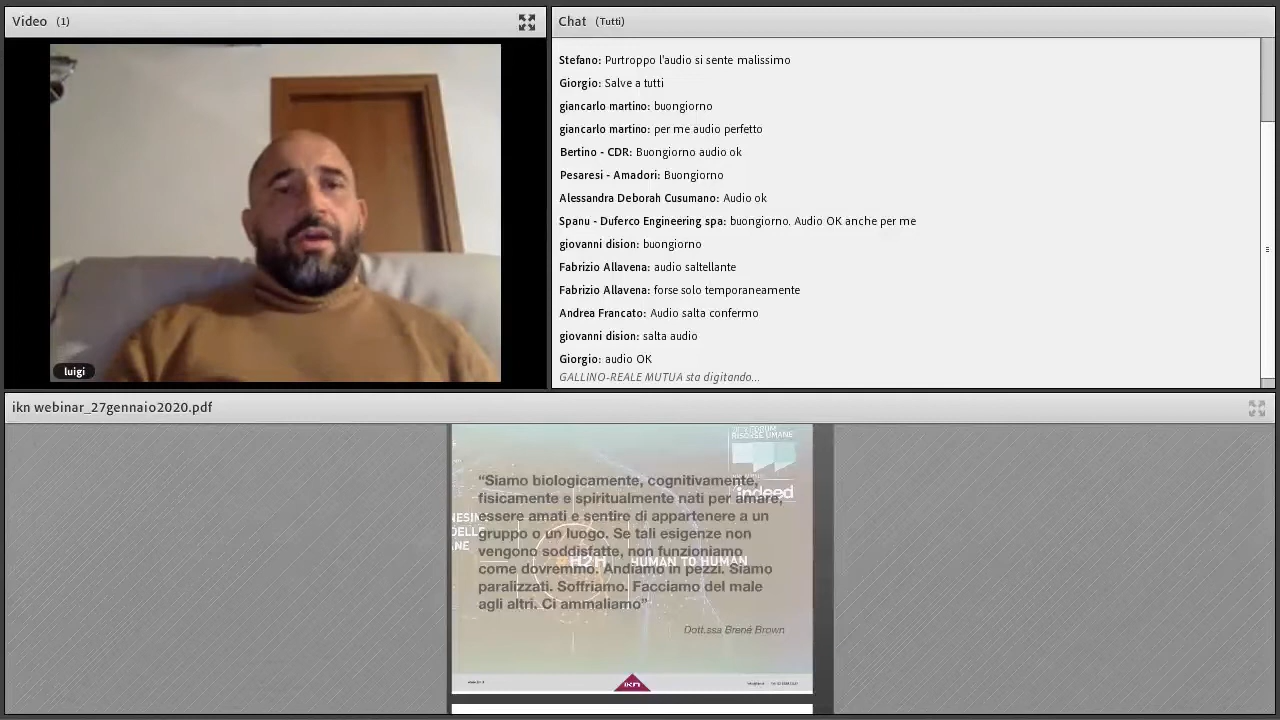 Video (1)
luigi
Chat (Tutti)
Stefano: Purtroppo l'audio si sente malissimo
Giorgio: Salve a tutti
giancarlo martino: buongiorno
giancarlo martino: per me audio perfetto
Bertino - CDR: Buongiorno audio ok
Pesaresi - Amadori: Buongiorno
Alessandra Deborah Cusumano: Audio ok
Spanu - Duferco Engineering spa: buongiorno. Audio OK anche per me
giovanni dision: buongiorno
Fabrizio Allavena: audio saltellante
Fabrizio Allavena: forse solo temporaneamente
Andrea Francato: Audio salta confermo
giovanni dision: salta audio
Giorgio: audio OK
GALLINO-REALE MUTUA sta digitando...
ikn webinar_27gennaio2020.pdf
RISORSE UMANE
indeed
“Siamo biologicamente, cognitivamente,
fisicamente e spiritualmente nati per amare,
essere amati e sentire di appartenere a un
gruppo o un luogo. Se tali esigenze non
vengono soddisfatte, non funzioniamo
come dovremmo. Andiamo in pezzi. Siamo
paralizzati. Soffriamo. Facciamo del male
agli altri. Ci ammaliamo”
H2H HUMAN TO HUMAN
Dott.ssa Brené Brown
ikn